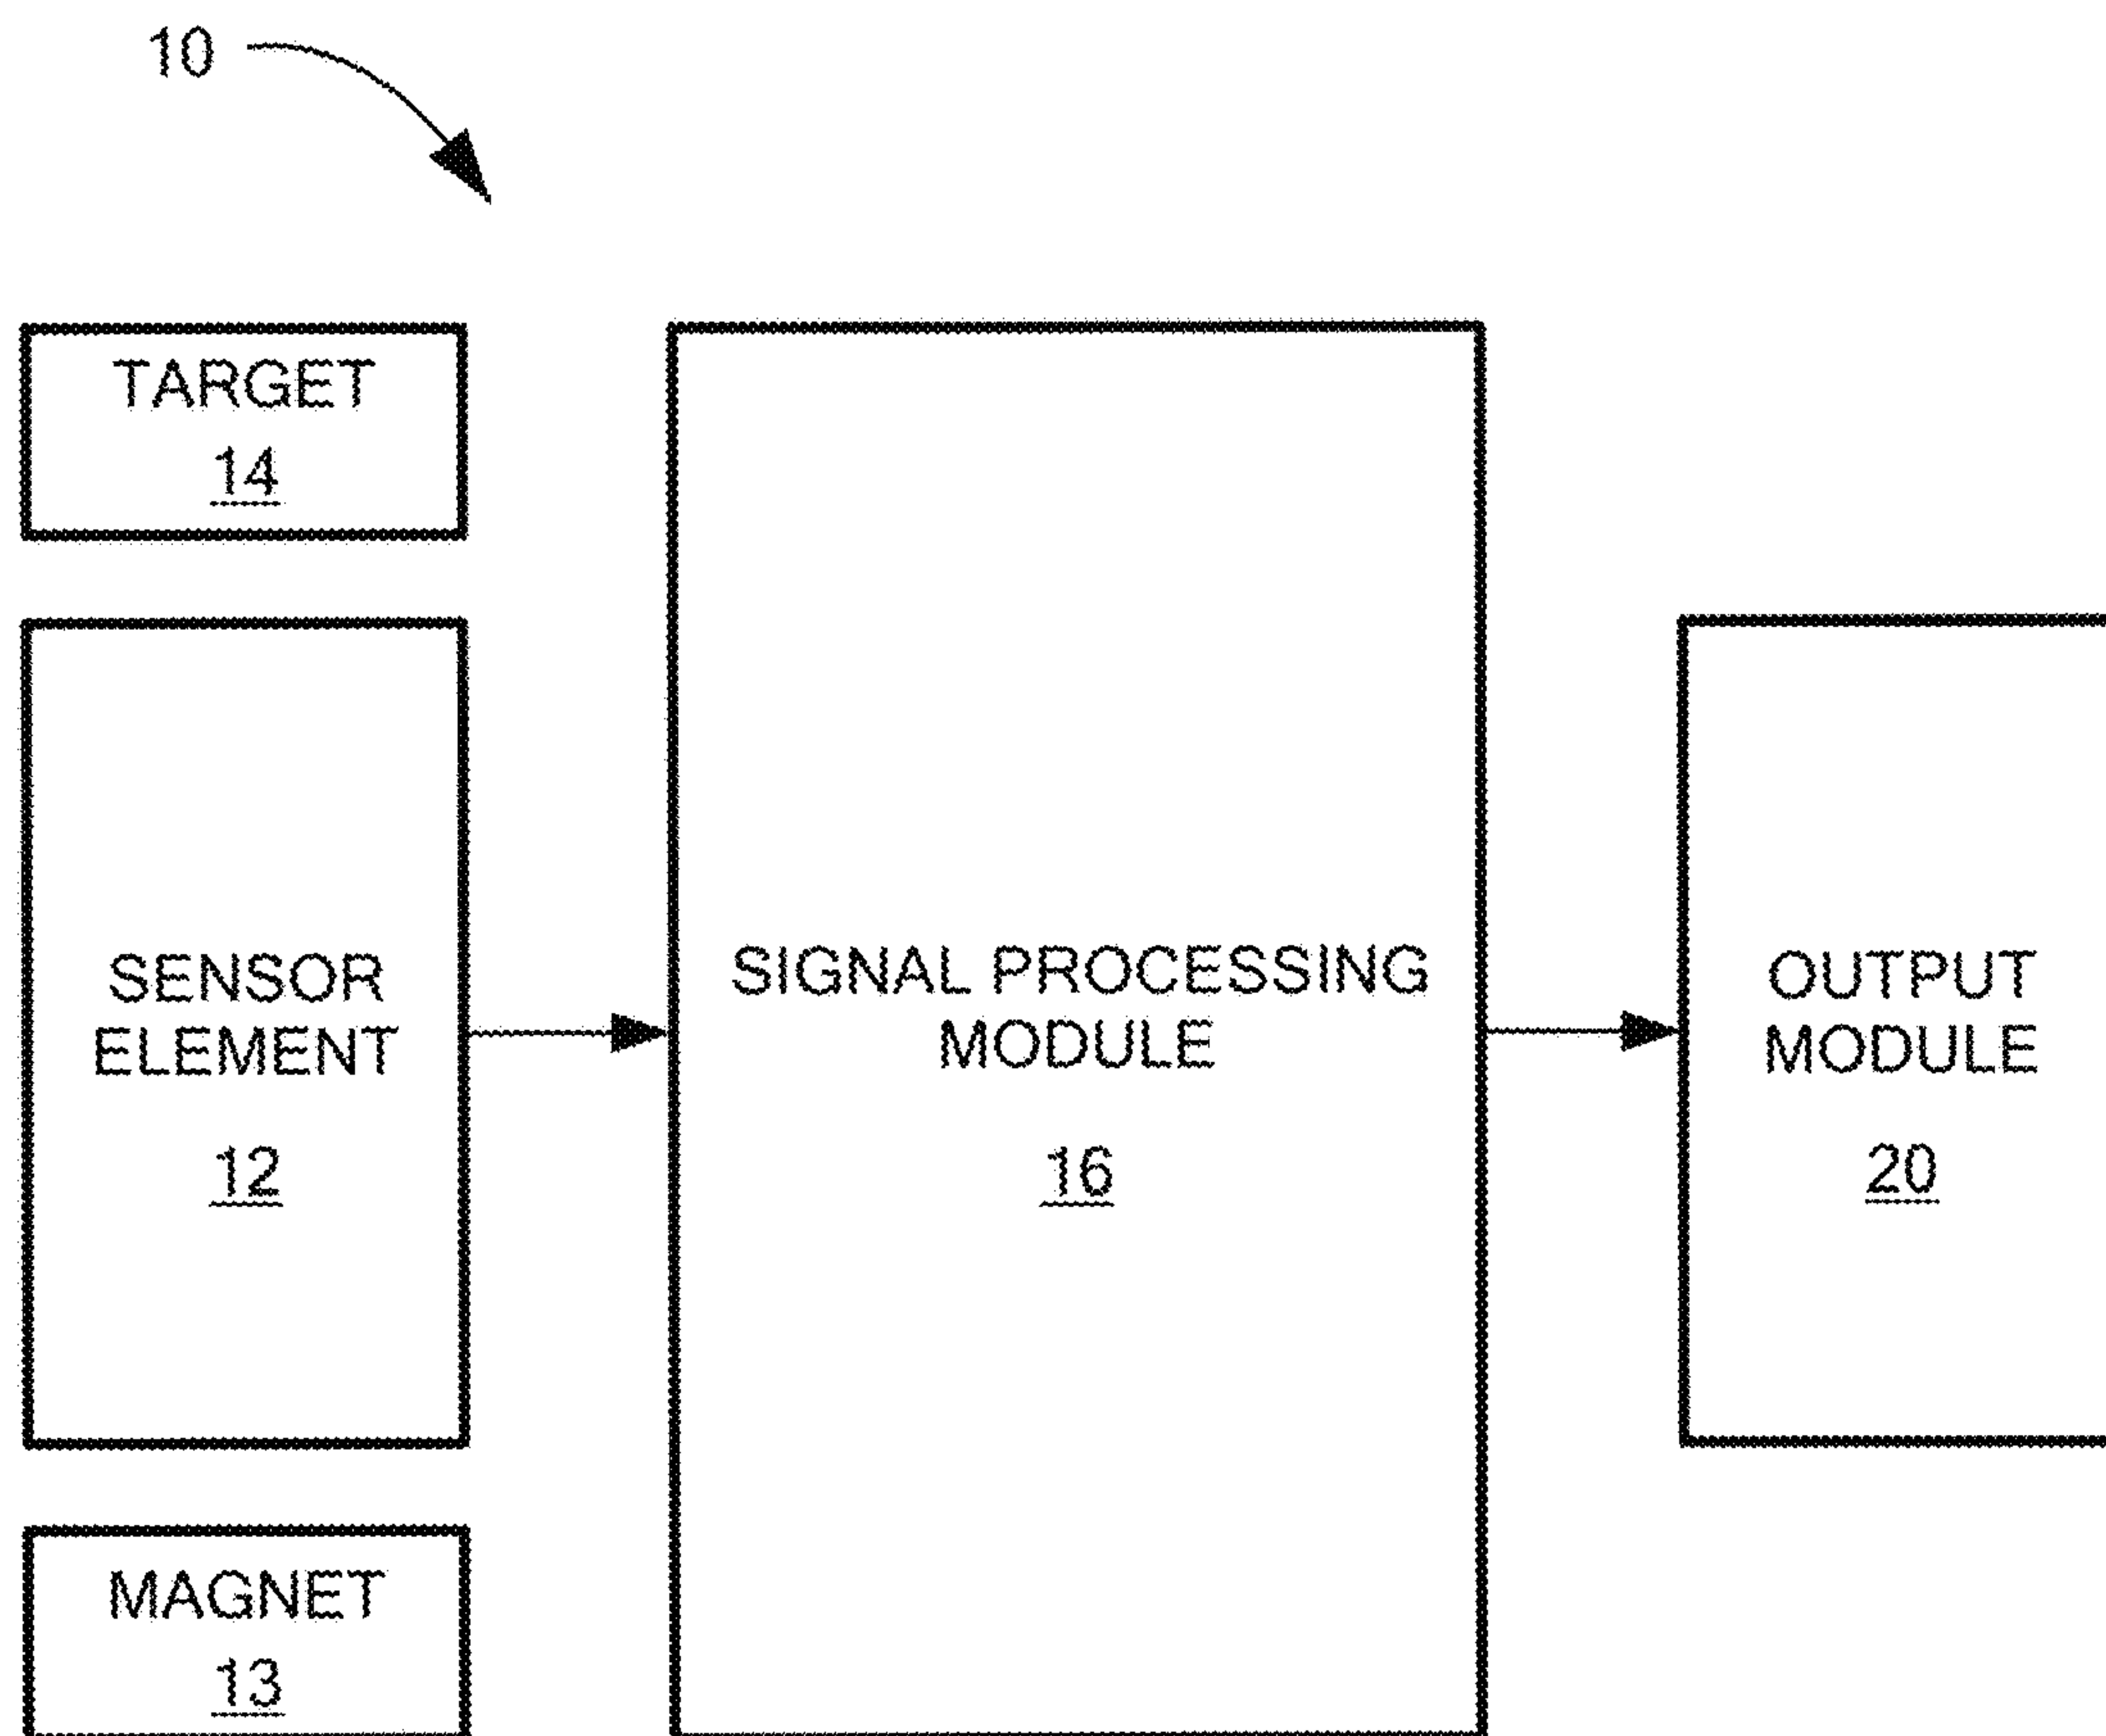 10
TARGET
14
SENSOR
ELEMENT
12
MAGNET
13
SIGNAL PROCESSING
MODULE
16
OUTPUT
MODULE
20